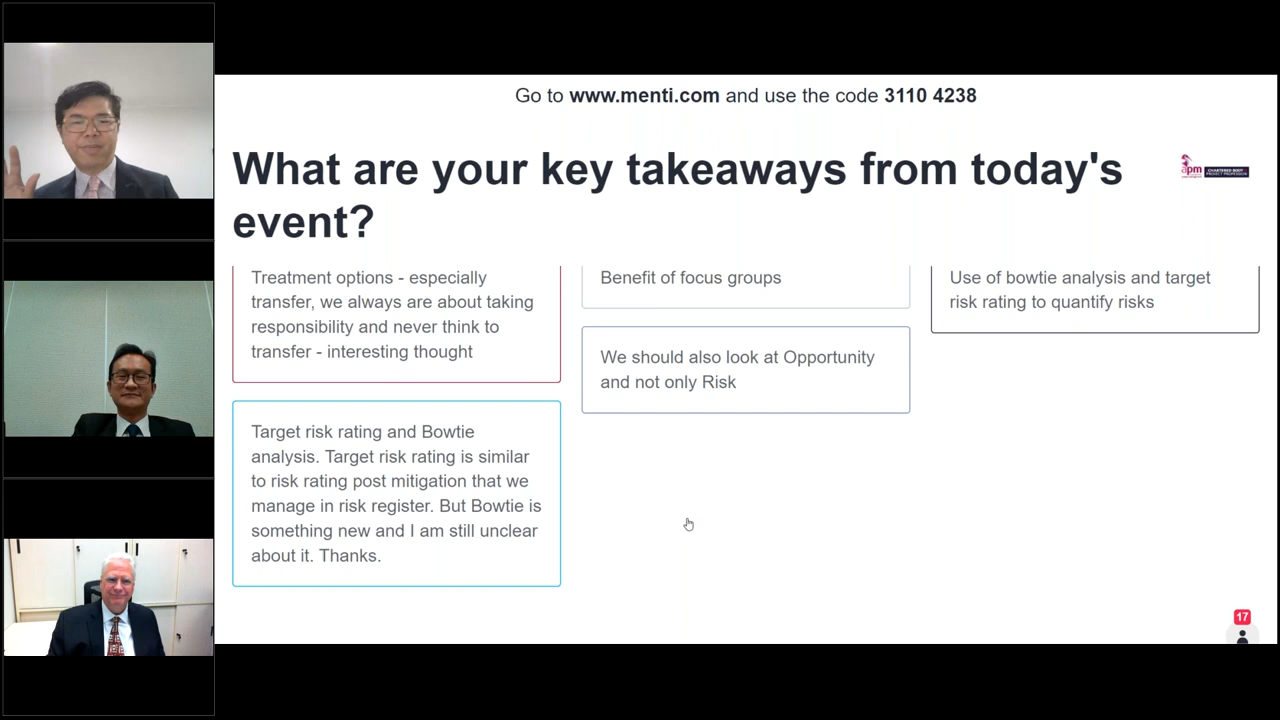 Go to www.menti.com and use the code 3110 4238
What are your key takeaways from today's
event?
apm
CHARTERED BODY
PROJECT PROFESSION
Treatment options - especially
transfer, we always are about taking
responsibility and never think to
transfer - interesting thought
Target risk rating and Bowtie
analysis. Target risk rating is similar
to risk rating post mitigation that we
manage in risk register. But Bowtie is
something new and I am still unclear
about it. Thanks.
Benefit of focus groups
We should also look at Opportunity
and not only Risk
Use of bowtie analysis and target
risk rating to quantify risks
17